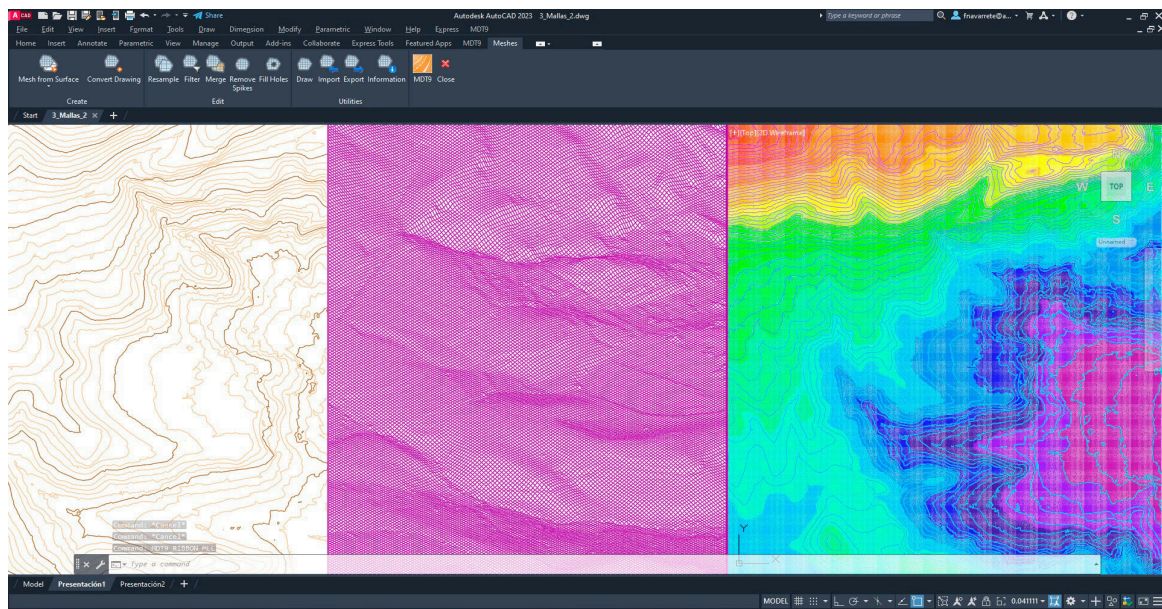 A CAD Share Autodesk AutoCAD 2023 3_Mallas_2.dwg Type a keyword or phrase fnavarrete@a...
File Edit View Insert Format Tools Draw Dimension Modify Parametric Window Help Express MDT9
Home Insert Annotate Parametric View Manage Output Add-ins Collaborate Express Tools Featured Apps MDT9 Meshes
Mesh from Surface Convert Drawing Resample Filter Merge Remove Spikes Fill Holes Draw Import Export Information MDT9 Close
Create Edit Utilities
Start 3_Mallas_2
[+][Top][2D Wireframe]
N
W TOP E
S
Unnamed
Command: *Cancel*
Command: *Cancel*
Command: MDT9_RIBBON_MLL
Y
X
Type a command
Model Presentación1 Presentación2
MODEL 0.041111